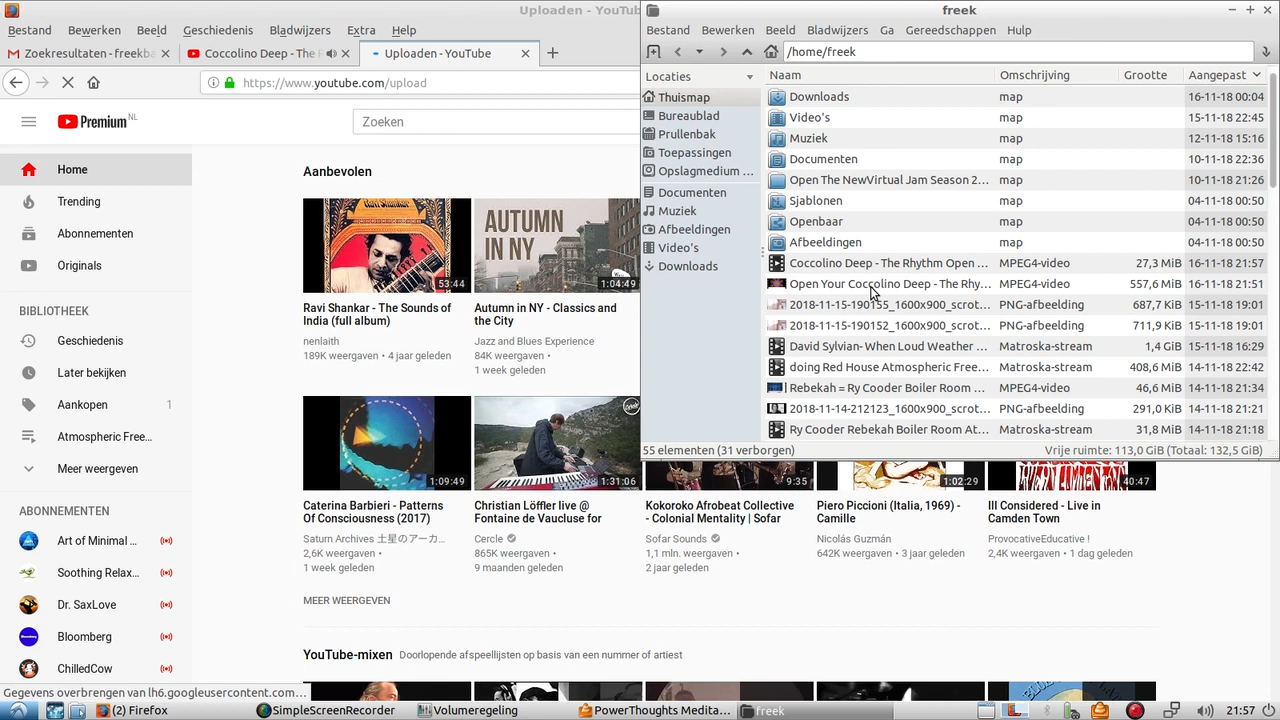 Uploaden - YouTu
Bestand Bewerken Beeld Geschiedenis Bladwijzers Extra Help
Zoekresultaten - freekba
Coccolino Deep - The R
Uploaden - YouTube
https://www.youtube.com/upload
Premium NL
Zoeken
Home
Trending
Abonnementen
Originals
BIBLIOTHEEK
Geschiedenis
Later bekijken
Aankopen 1
Atmospheric Free...
Meer weergeven
ABONNEMENTEN
Art of Minimal ...
Soothing Relax...
Dr. SaxLove
Bloomberg
ChilledCow
Gegevens overbrengen van lh6.googleusercontent.com...
Aanbevolen
53:44
Ravi Shankar - The Sounds of
India (full album)
nenlaith
189K weergaven • 4 jaar geleden
AUTUMN
IN NY
1:04:49
Autumn in NY - Classics and
the City
Jazz and Blues Experience
84K weergaven •
1 week geleden
1:09:49
Caterina Barbieri - Patterns
Of Consciousness (2017)
Saturn Archives 土星のアーカ...
2,6K weergaven •
1 week geleden
1:31:06
Christian Löffler live @
Fontaine de Vaucluse for
Cercle
865K weergaven •
9 maanden geleden
9:35
Kokoroko Afrobeat Collective
- Colonial Mentality | Sofar
Sofar Sounds
1,1 mln. weergaven •
2 jaar geleden
1:02:29
Piero Piccioni (Italia, 1969) -
Camille
Nicolás Guzmán
642K weergaven • 3 jaar geleden
40:47
III Considered - Live in
Camden Town
ProvocativeEducative !
2,4K weergaven • 1 dag geleden
MEER WEERGEVEN
YouTube-mixen Doorlopende afspeellijsten op basis van een nummer of artiest
freek
Bestand Bewerken Beeld Bladwijzers Ga Gereedschappen Hulp
/home/freek
Locaties
Thuismap
Bureaublad
Prullenbak
Toepassingen
Opslagmedium ...
Documenten
Muziek
Afbeeldingen
Video's
Downloads
Naam Omschrijving Grootte Aangepast
Downloads map 16-11-18 00:04
Video's map 15-11-18 22:45
Muziek map 12-11-18 15:16
Documenten map 10-11-18 22:36
Open The NewVirtual Jam Season 2... map 10-11-18 21:26
Sjablonen map 04-11-18 00:50
Openbaar map 04-11-18 00:50
Afbeeldingen map 04-11-18 00:50
Coccolino Deep - The Rhythm Open ... MPEG4-video 27,3 MiB 16-11-18 21:57
Open Your Coccolino Deep - The Rhy... MPEG4-video 557,6 MiB 16-11-18 21:51
2018-11-15-190155_1600x900_scrot... PNG-afbeelding 687,7 KiB 15-11-18 19:01
2018-11-15-190152_1600x900_scrot... PNG-afbeelding 711,9 KiB 15-11-18 19:01
David Sylvian- When Loud Weather ... Matroska-stream 1,4 GiB 15-11-18 16:29
doing Red House Atmospheric Free... Matroska-stream 408,6 MiB 14-11-18 22:42
Rebekah = Ry Cooder Boiler Room ... MPEG4-video 46,6 MiB 14-11-18 21:34
2018-11-14-212123_1600x900_scrot... PNG-afbeelding 291,0 KiB 14-11-18 21:21
Ry Cooder Rebekah Boiler Room At... Matroska-stream 31,8 MiB 14-11-18 21:18
55 elementen (31 verborgen) Vrije ruimte: 113,0 GiB (Totaal: 132,5 GiB)
(2) Firefox
SimpleScreenRecorder
Volumeregeling
PowerThoughts Medita...
freek
21:57